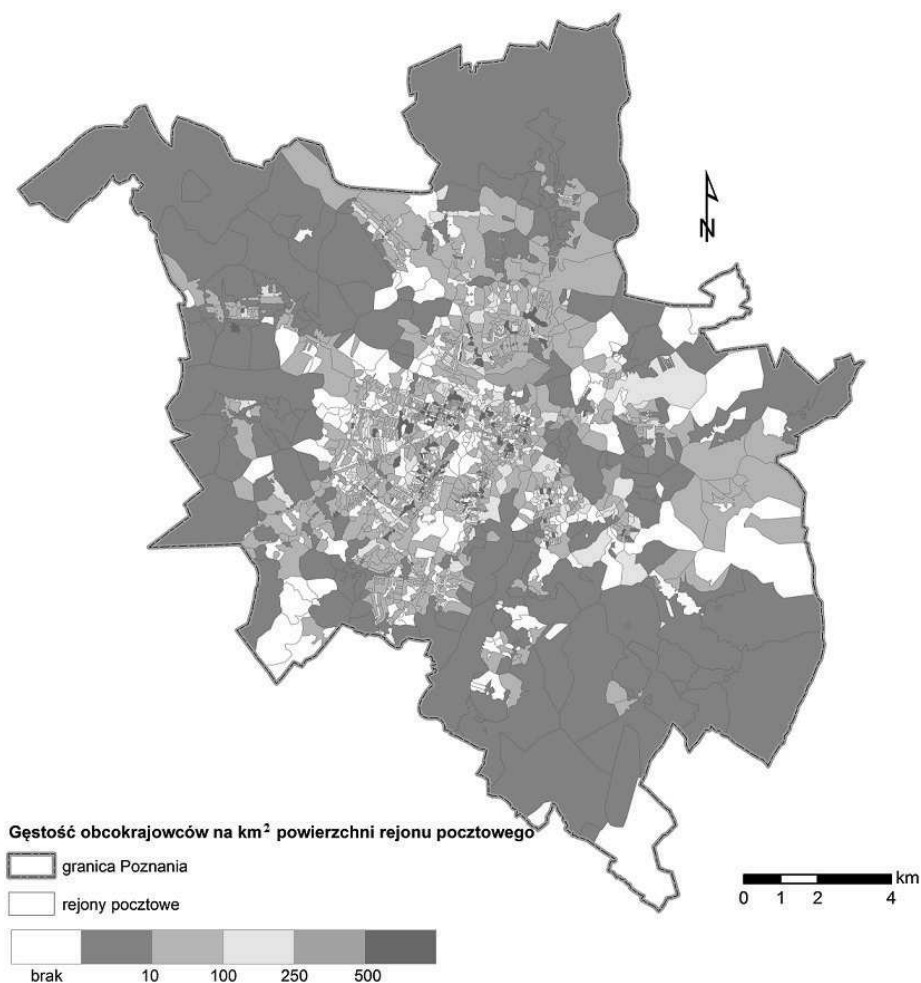 N
Gęstość obcokrajowców na km² powierzchni rejonu pocztowego
granica Poznania
rejony pocztowe
brak 10 100 250 500
km
0 1 2 4